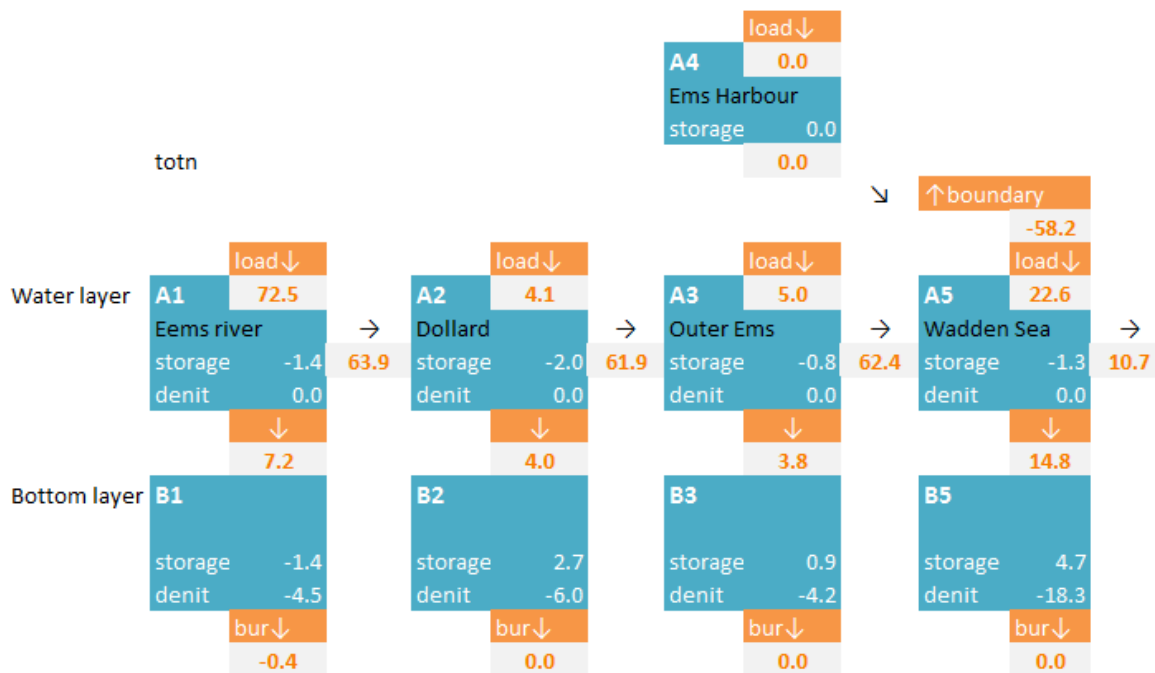 load↓
A4 0.0
Ems Harbour
storage 0.0
totn 0.0
↘ ↑boundary
-58.2
load↓ load↓ load↓ load↓
Water layer A1 72.5 A2 4.1 A3 5.0 A5 22.6
Eems river → Dollard → Outer Ems → Wadden Sea →
storage -1.4 63.9 storage -2.0 61.9 storage -0.8 62.4 storage -1.3 10.7
denit 0.0 denit 0.0 denit 0.0 denit 0.0
↓ ↓ ↓ ↓
7.2 4.0 3.8 14.8
Bottom layer B1 B2 B3 B5
storage -1.4 storage 2.7 storage 0.9 storage 4.7
denit -4.5 denit -6.0 denit -4.2 denit -18.3
bur↓ bur↓ bur↓ bur↓
-0.4 0.0 0.0 0.0